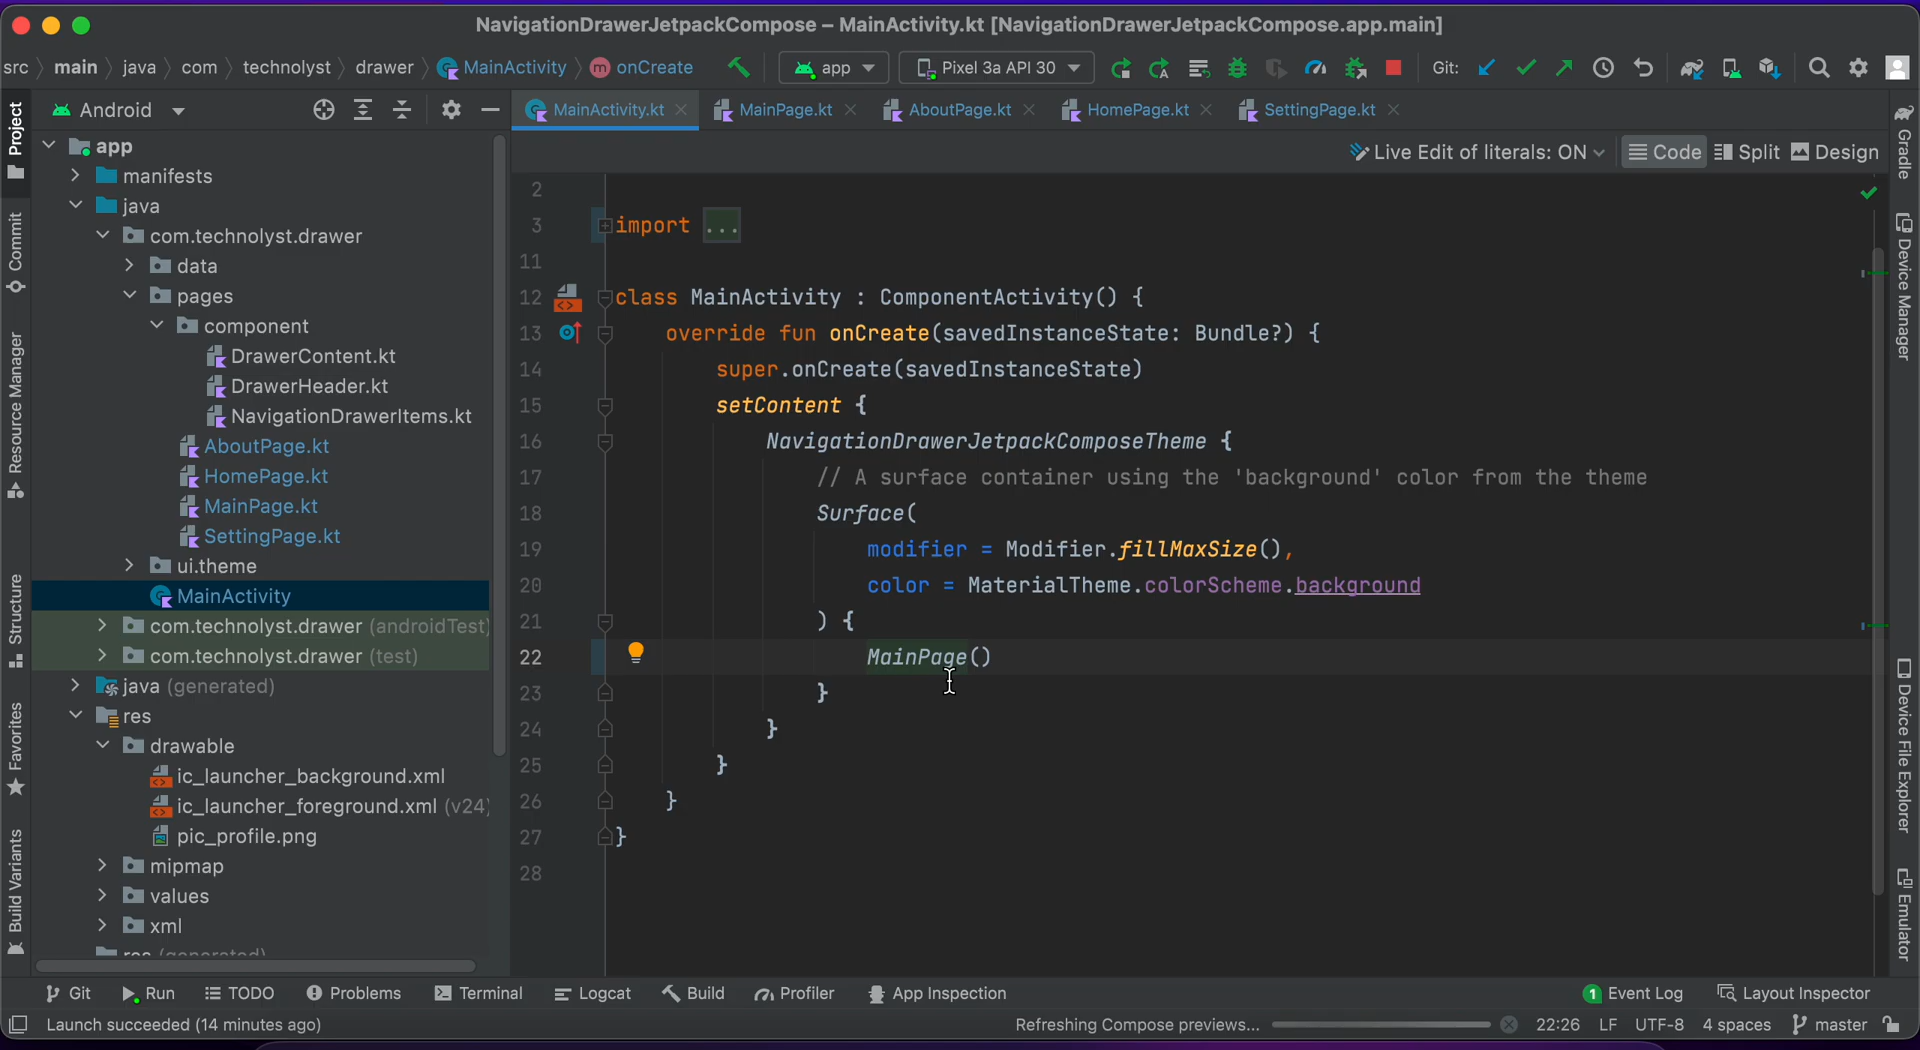 NavigationDrawerJetpackCompose – MainActivity.kt [NavigationDrawerJetpackCompose.app.main]
src main java com technolyst drawer MainActivity onCreate app Pixel 3a API 30 Git:
Android
MainActivity.kt MainPage.kt AboutPage.kt HomePage.kt SettingPage.kt
Live Edit of literals: ON Code Split Design
Project
Commit
Resource Manager
Structure
Favorites
Build Variants
app
manifests
java
com.technolyst.drawer
data
pages
component
DrawerContent.kt
DrawerHeader.kt
NavigationDrawerItems.kt
AboutPage.kt
HomePage.kt
MainPage.kt
SettingPage.kt
ui.theme
MainActivity
com.technolyst.drawer (androidTest)
com.technolyst.drawer (test)
java (generated)
res
drawable
ic_launcher_background.xml
ic_launcher_foreground.xml (v24)
pic_profile.png
mipmap
values
xml
res (generated)
2
3 import ...
11
12 class MainActivity : ComponentActivity() {
13 override fun onCreate(savedInstanceState: Bundle?) {
14 super.onCreate(savedInstanceState)
15 setContent {
16 NavigationDrawerJetpackComposeTheme {
17 // A surface container using the 'background' color from the theme
18 Surface(
19 modifier = Modifier.fillMaxSize(),
20 color = MaterialTheme.colorScheme.background
21 ) {
22 MainPage()
23 }
24 }
25 }
26 }
27 }
28
Gradle
Device Manager
Device File Explorer
Emulator
Git Run TODO Problems Terminal Logcat Build Profiler App Inspection 1 Event Log Layout Inspector
Launch succeeded (14 minutes ago) Refreshing Compose previews... 22:26 LF UTF-8 4 spaces master